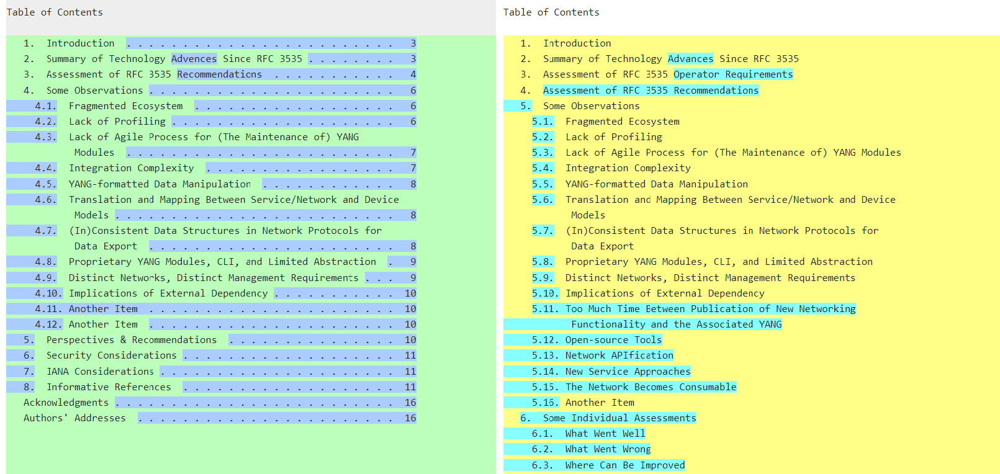 Table of Contents
1. Introduction . . . . . . . . . . . . . . . . . . . . . . . . 3
2. Summary of Technology Advences Since RFC 3535 . . . . . . . . 3
3. Assessment of RFC 3535 Recommendations . . . . . . . . . . . 4
4. Some Observations . . . . . . . . . . . . . . . . . . . . . . 6
4.1. Fragmented Ecosystem . . . . . . . . . . . . . . . . . . 6
4.2. Lack of Profiling . . . . . . . . . . . . . . . . . . . . 6
4.3. Lack of Agile Process for (The Maintenance of) YANG
Modules . . . . . . . . . . . . . . . . . . . . . . . . 7
4.4. Integration Complexity . . . . . . . . . . . . . . . . . 7
4.5. YANG-formatted Data Manipulation . . . . . . . . . . . . 8
4.6. Translation and Mapping Between Service/Network and Device
Models . . . . . . . . . . . . . . . . . . . . . . . . . 8
4.7. (In)Consistent Data Structures in Network Protocols for
Data Export . . . . . . . . . . . . . . . . . . . . . . 8
4.8. Proprietary YANG Modules, CLI, and Limited Abstraction . 9
4.9. Distinct Networks, Distinct Management Requirements . . . 9
4.10. Implications of External Dependency . . . . . . . . . . . 10
4.11. Another Item . . . . . . . . . . . . . . . . . . . . . . 10
4.12. Another Item . . . . . . . . . . . . . . . . . . . . . . 10
5. Perspectives & Recommendations . . . . . . . . . . . . . . . 10
6. Security Considerations . . . . . . . . . . . . . . . . . . . 11
7. IANA Considerations . . . . . . . . . . . . . . . . . . . . . 11
8. Informative References . . . . . . . . . . . . . . . . . . . 11
Acknowledgments . . . . . . . . . . . . . . . . . . . . . . . . . 16
Authors' Addresses . . . . . . . . . . . . . . . . . . . . . . . 16
Table of Contents
1. Introduction
2. Summary of Technology Advances Since RFC 3535
3. Assessment of RFC 3535 Operator Requirements
4. Assessment of RFC 3535 Recommendations
5. Some Observations
5.1. Fragmented Ecosystem
5.2. Lack of Profiling
5.3. Lack of Agile Process for (The Maintenance of) YANG Modules
5.4. Integration Complexity
5.5. YANG-formatted Data Manipulation
5.6. Translation and Mapping Between Service/Network and Device
Models
5.7. (In)Consistent Data Structures in Network Protocols for
Data Export
5.8. Proprietary YANG Modules, CLI, and Limited Abstraction
5.9. Distinct Networks, Distinct Management Requirements
5.10. Implications of External Dependency
5.11. Too Much Time Between Publication of New Networking
Functionality and the Associated YANG
5.12. Open-source Tools
5.13. Network APIfication
5.14. New Service Approaches
5.15. The Network Becomes Consumable
5.16. Another Item
6. Some Individual Assessments
6.1. What Went Well
6.2. What Went Wrong
6.3. Where Can Be Improved